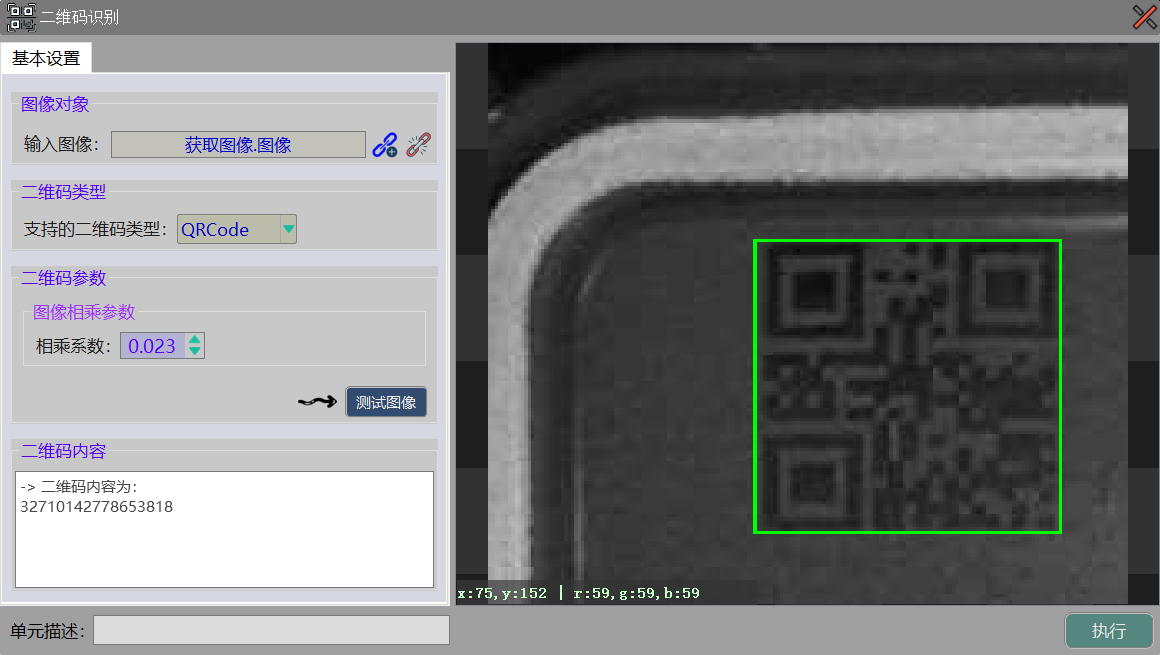 二维码识别
基本设置
图像对象
输入图像:
获取图像.图像
二维码类型
支持的二维码类型:
QRCode
二维码参数
图像相乘参数
相乘系数:
0.023
测试图像
二维码内容
-> 二维码内容为:
32710142778653818
x:75,y:152 | r:59,g:59,b:59
单元描述:
执行